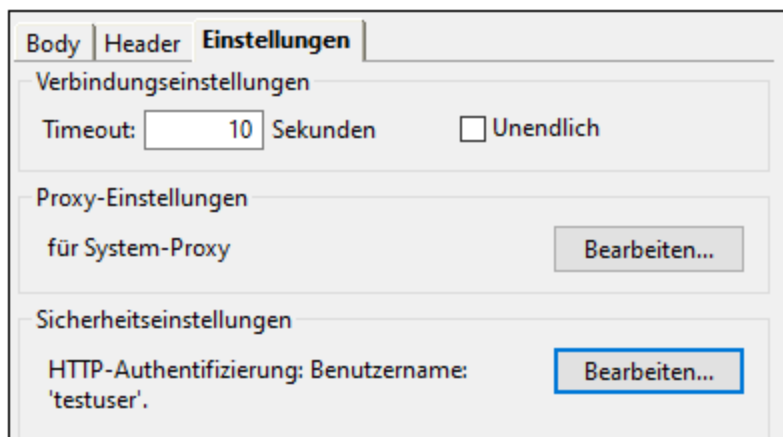 Body Header Einstellungen
Verbindungseinstellungen
Timeout: 10 Sekunden Unendlich
Proxy-Einstellungen
für System-Proxy Bearbeiten...
Sicherheitseinstellungen
HTTP-Authentifizierung: Benutzername: Bearbeiten...
'testuser'.